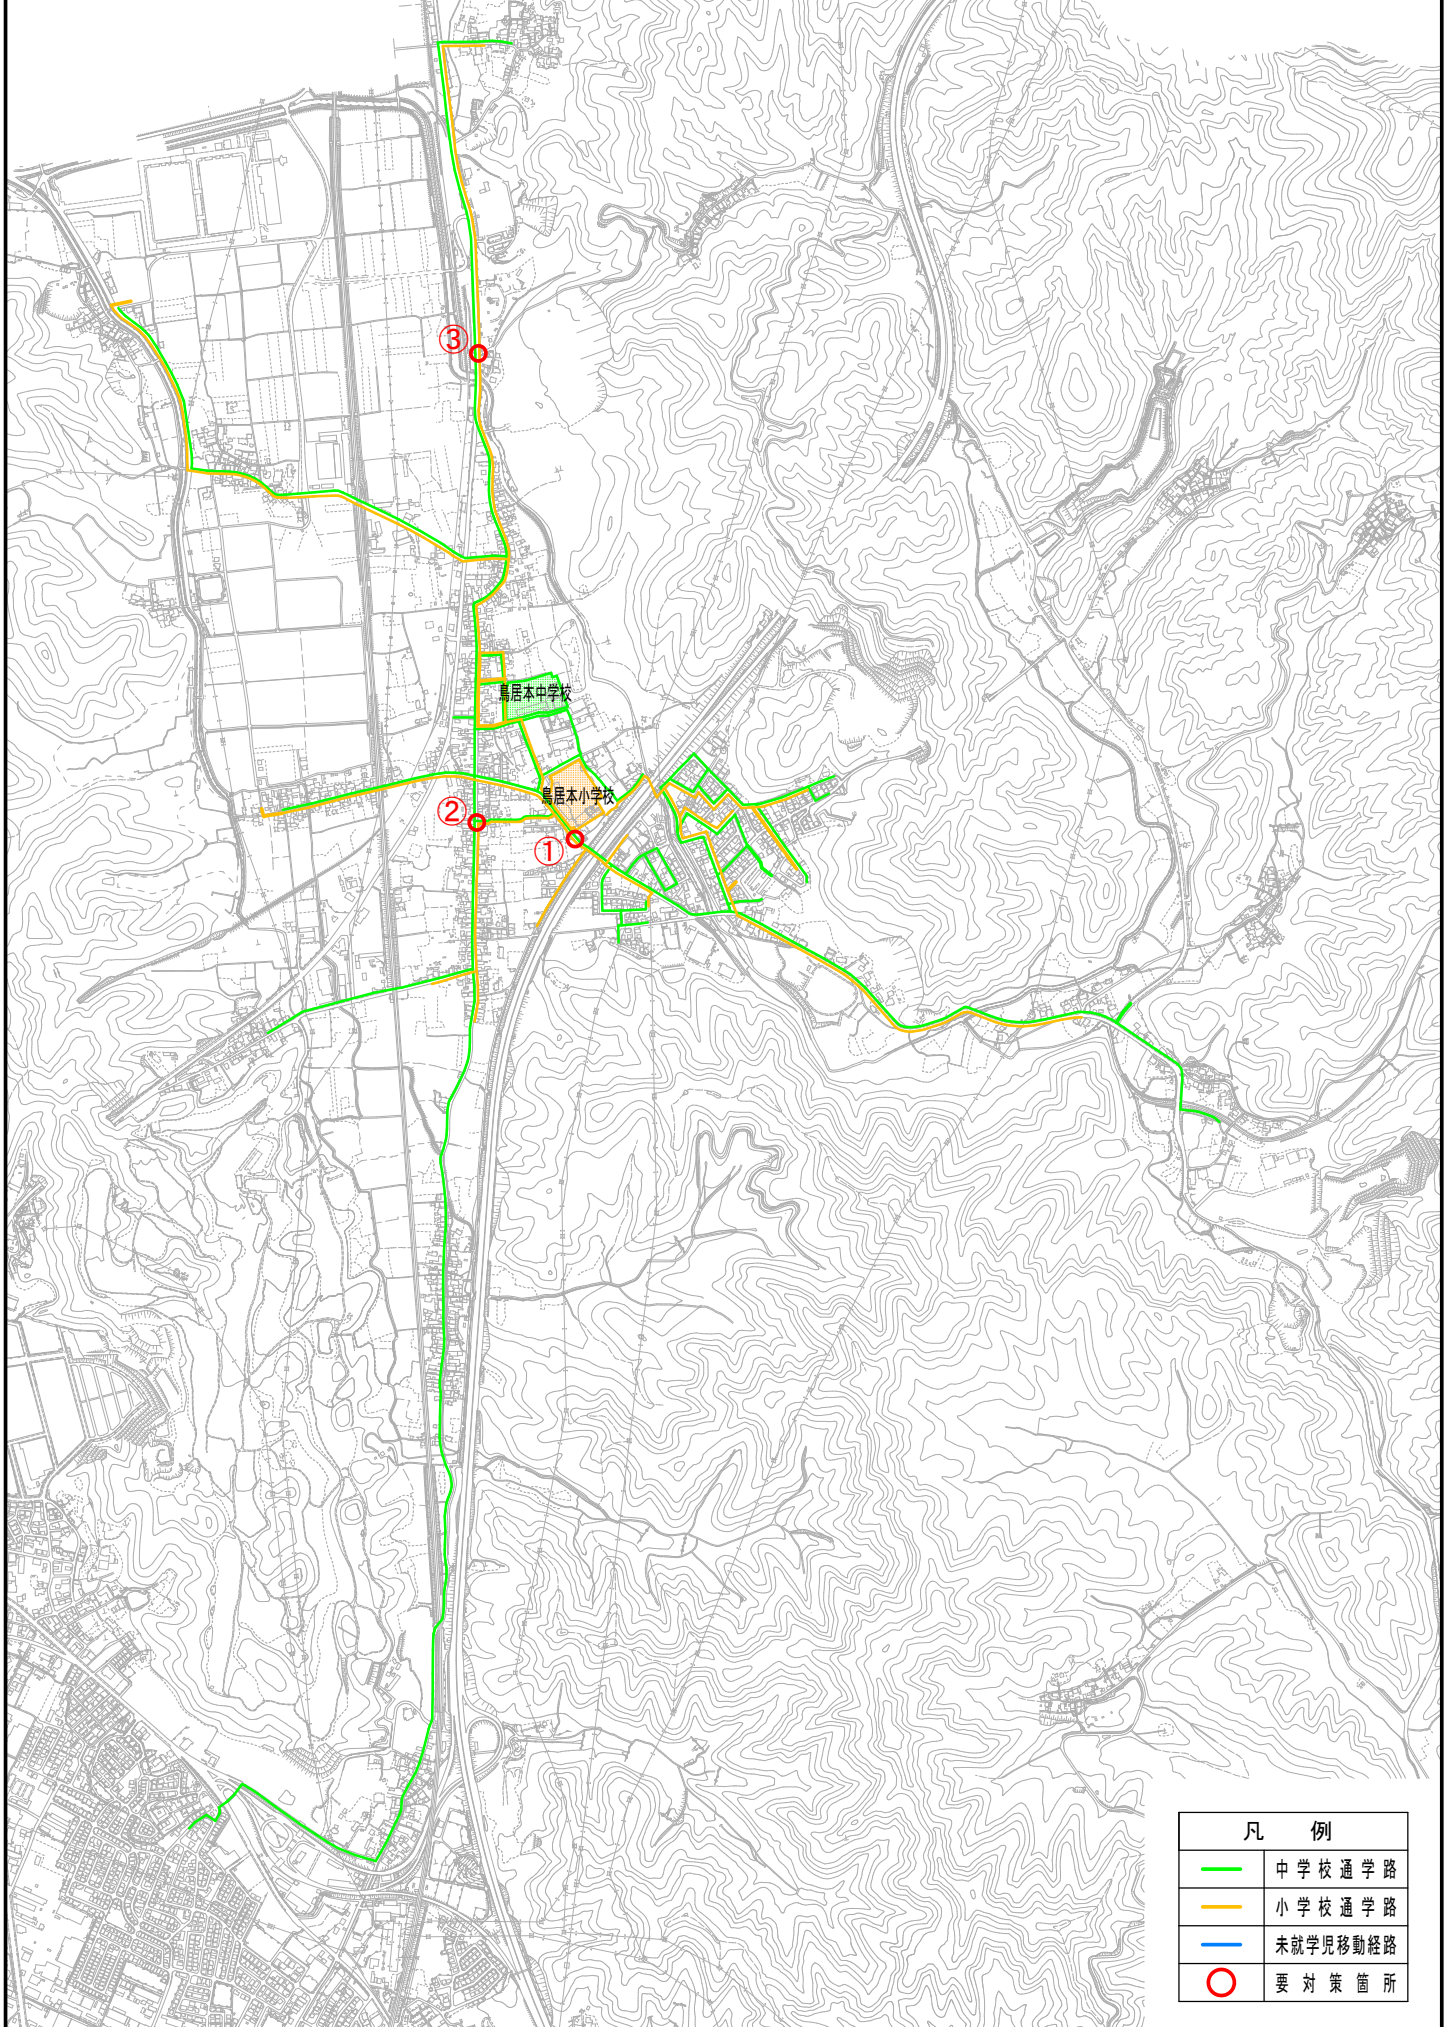 ③
鳥居本中学校
鳥居本小学校
②
①
凡 例
中学校通学路
小学校通学路
未就学児移動経路
要対策箇所